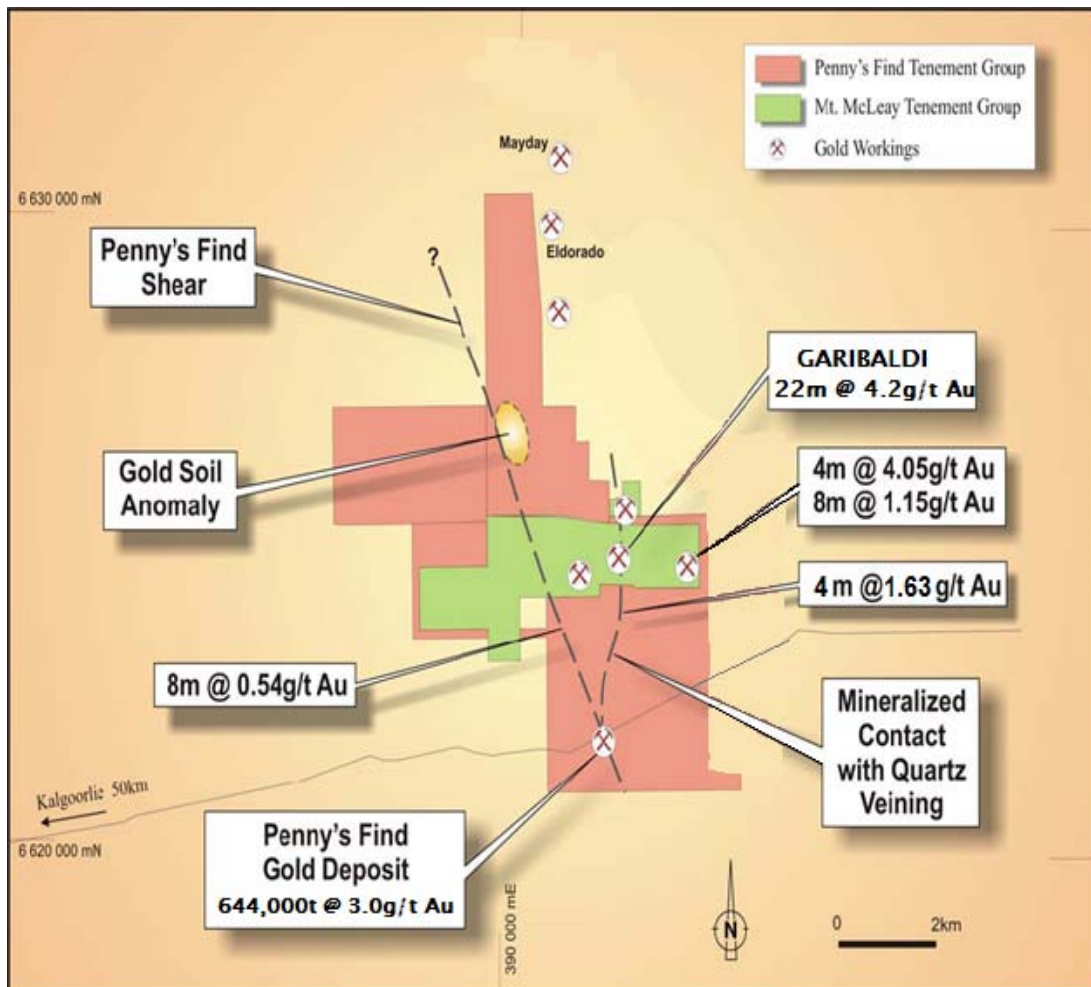 Penny's Find Tenement Group
Mt. McLeay Tenement Group
Gold Workings
Mayday
6 630 000 mN
Eldorado
Penny's Find
Shear
?
GARIBALDI
22m @ 4.2g/t Au
Gold Soil
Anomaly
4m @ 4.05g/t Au
8m @ 1.15g/t Au
4 m @1.63 g/t Au
8m @ 0.54g/t Au
Mineralized
Contact
with Quartz
Veining
Kalgoorlie 50km
Penny's Find
Gold Deposit
644,000t @ 3.0g/t Au
6 620 000 mN
390 000 mE
N
0 2km